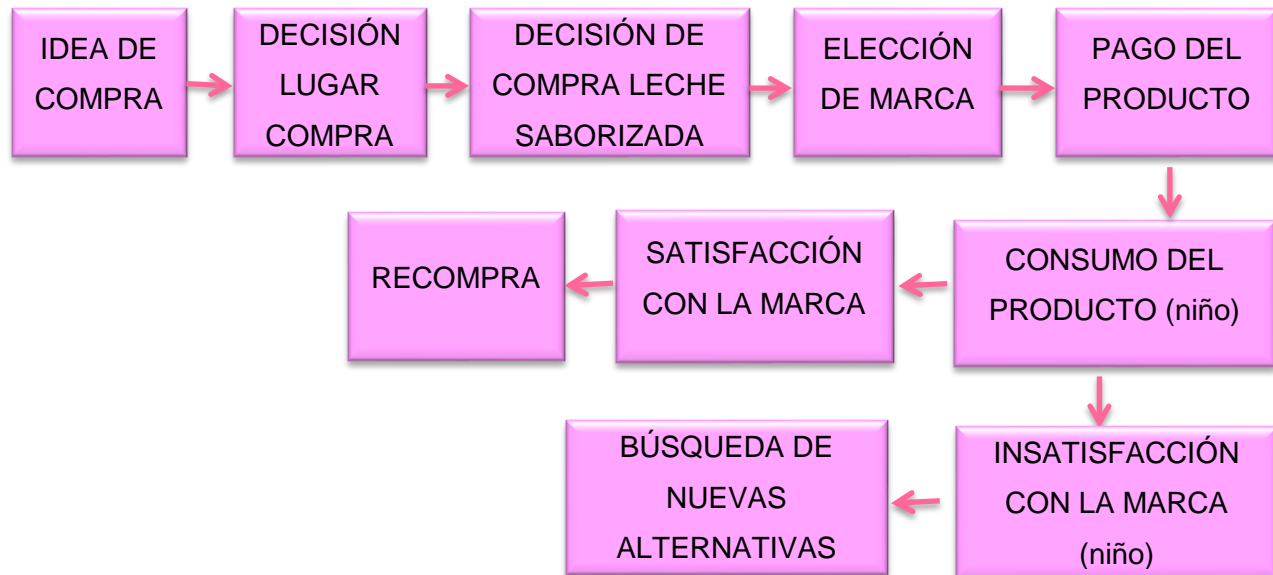 IDEA DE
COMPRA
DECISIÓN
LUGAR
COMPRA
DECISIÓN DE
COMPRA LECHE
SABORIZADA
ELECCIÓN
DE MARCA
PAGO DEL
PRODUCTO
RECOMPRA
SATISFACCIÓN
CON LA MARCA
CONSUMO DEL
PRODUCTO (niño)
BÚSQUEDA DE
NUEVAS
ALTERNATIVAS
INSATISFACCIÓN
CON LA MARCA
(niño)